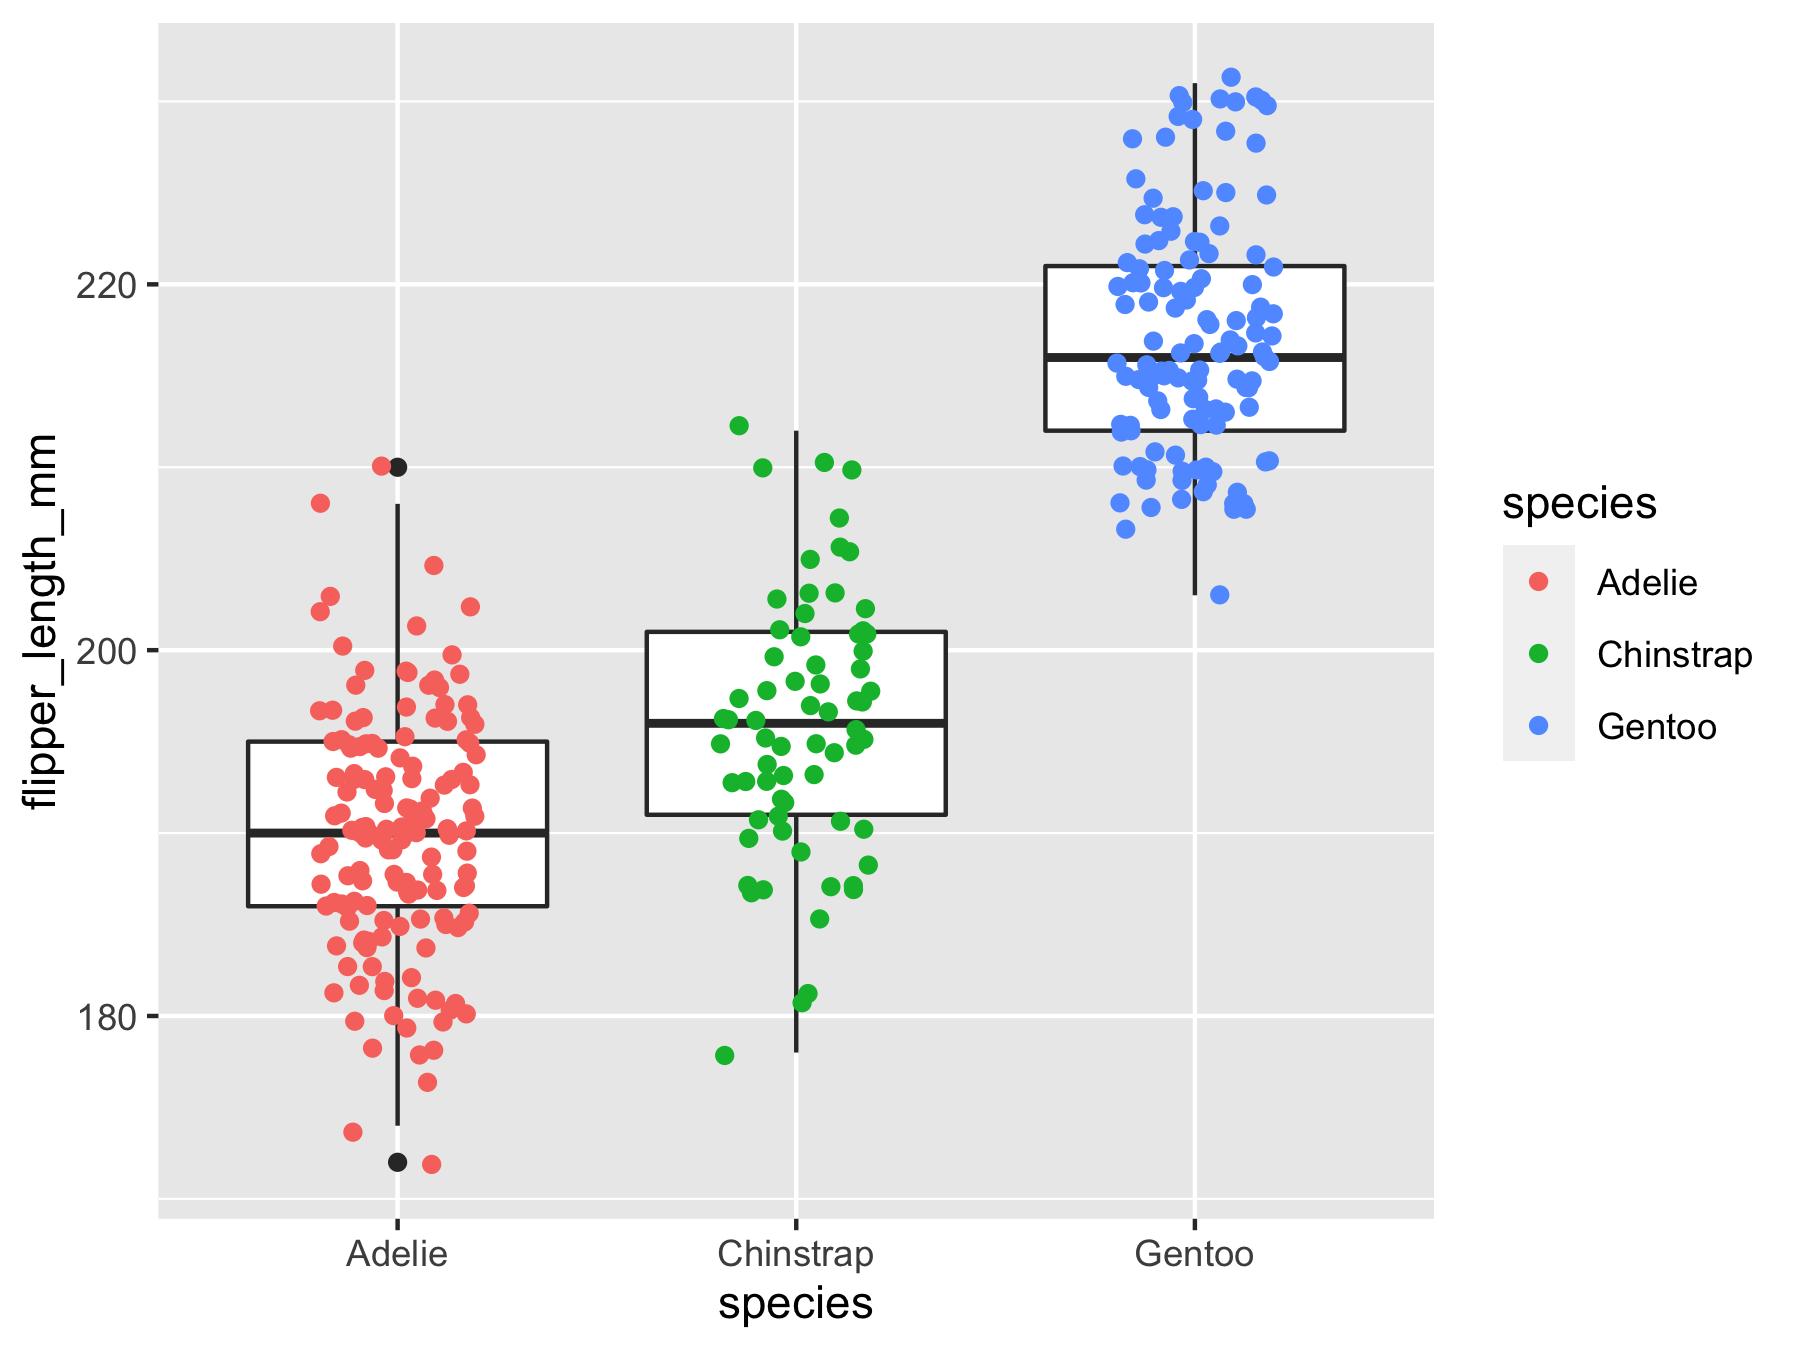 flipper_length_mm
220
200
180
Adelie
Chinstrap
Gentoo
species
species
Adelie
Chinstrap
Gentoo